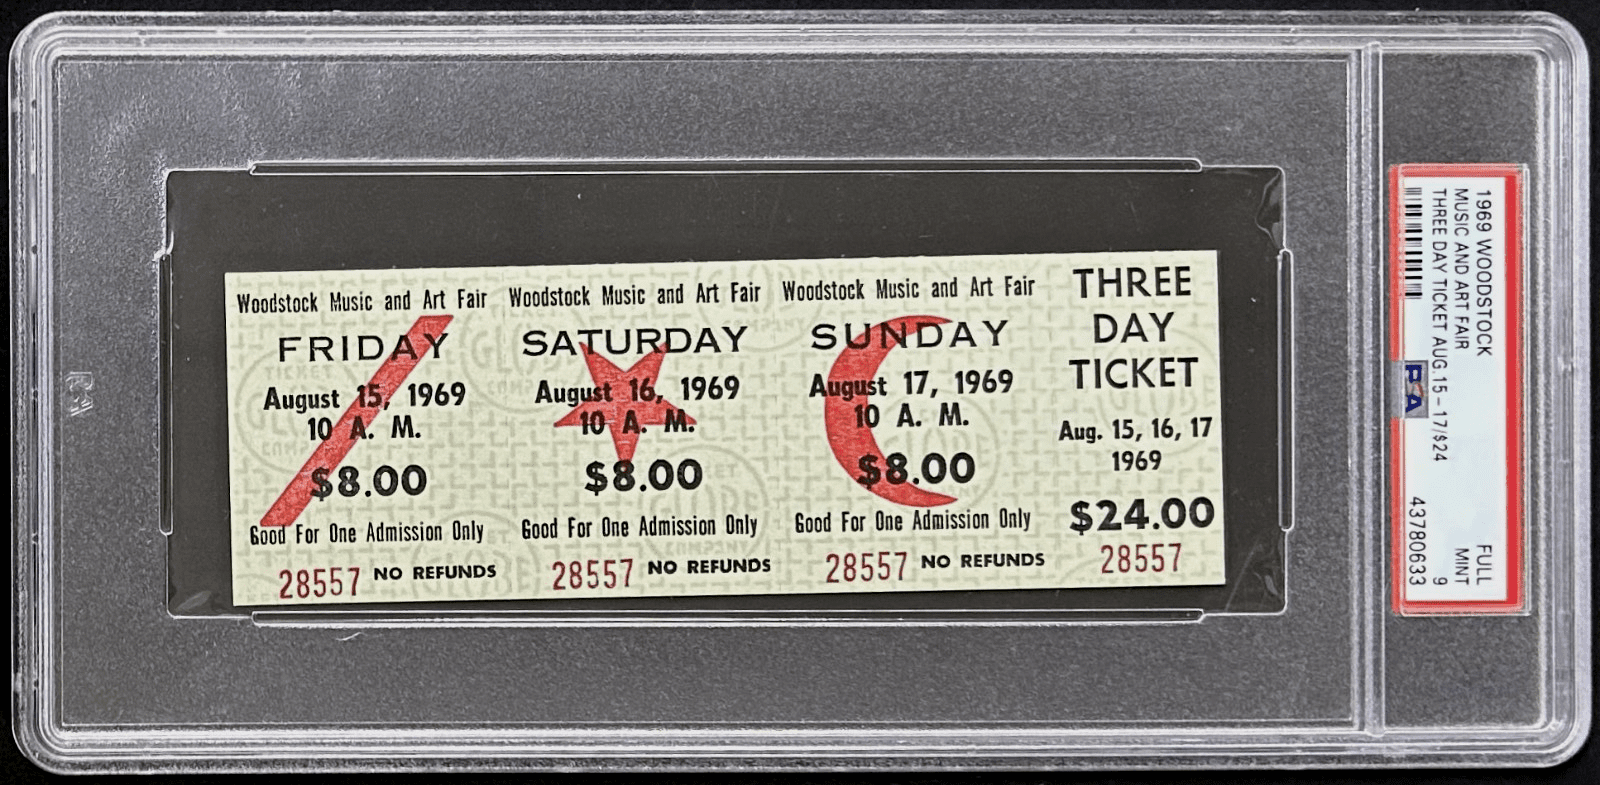 Woodstock Music and Art Fair
FRIDAY
August 15, 1969
10 A. M.
$8.00
Good For One Admission Only
28557 NO REFUNDS
Woodstock Music and Art Fair
SATURDAY
August 16, 1969
10 A. M.
$8.00
Good For One Admission Only
28557 NO REFUNDS
Woodstock Music and Art Fair
SUNDAY
August 17, 1969
10 A. M.
$8.00
Good For One Admission Only
28557 NO REFUNDS
THREE
DAY
TICKET
Aug. 15, 16, 17
1969
$24.00
28557
1969 WOODSTOCK FULL
MUSIC AND ART FAIR MINT
THREE DAY TICKET AUG.15-17/$24 9
PSA 43780633